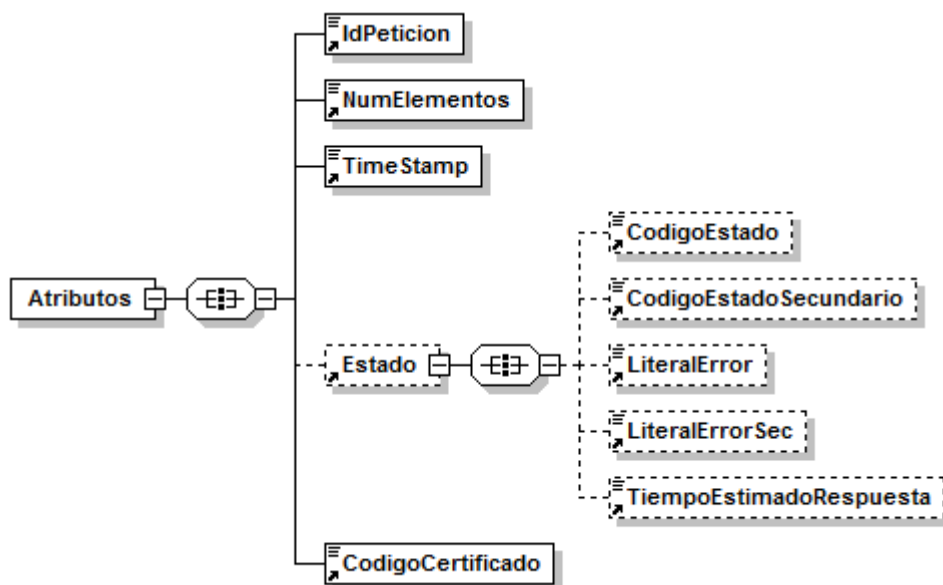 IdPeticion
NumElementos
TimeStamp
CodigoEstado
CodigoEstadoSecundario
Atributos
Estado
LiteralError
LiteralErrorSec
TiempoEstimadoRespuesta
CodigoCertificado